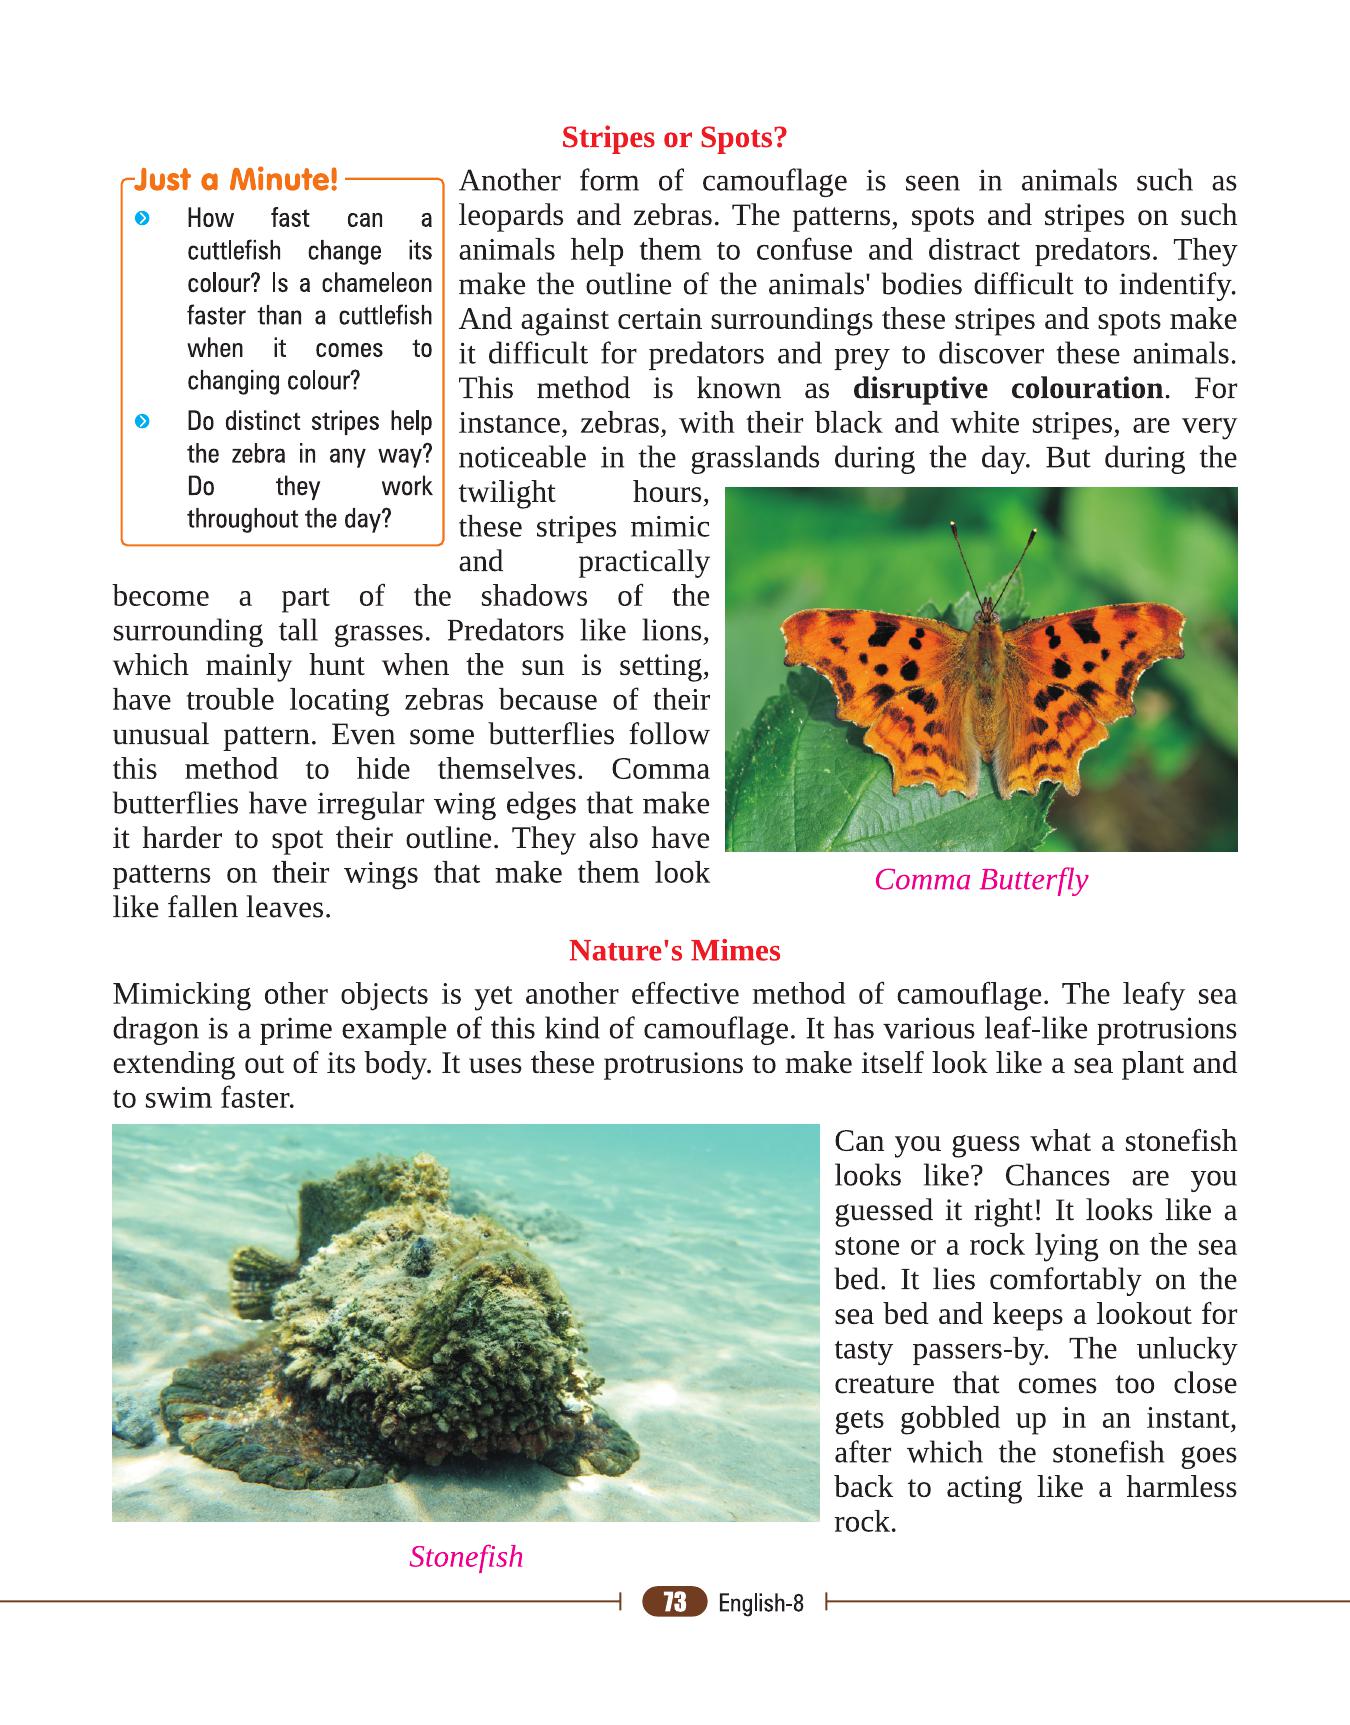 Stripes or Spots?
Just a Minute!
How fast can a
cuttlefish change its
colour? Is a chameleon
faster than a cuttlefish
when it comes to
changing colour?
Do distinct stripes help
the zebra in any way?
Do they work
throughout the day?
Another form of camouflage is seen in animals such as
leopards and zebras. The patterns, spots and stripes on such
animals help them to confuse and distract predators. They
make the outline of the animals' bodies difficult to indentify.
And against certain surroundings these stripes and spots make
it difficult for predators and prey to discover these animals.
This method is known as disruptive colouration. For
instance, zebras, with their black and white stripes, are very
noticeable in the grasslands during the day. But during the
twilight hours,
these stripes mimic
and practically
become a part of the shadows of the
surrounding tall grasses. Predators like lions,
which mainly hunt when the sun is setting,
have trouble locating zebras because of their
unusual pattern. Even some butterflies follow
this method to hide themselves. Comma
butterflies have irregular wing edges that make
it harder to spot their outline. They also have
patterns on their wings that make them look
like fallen leaves.
Comma Butterfly
Nature's Mimes
Mimicking other objects is yet another effective method of camouflage. The leafy sea
dragon is a prime example of this kind of camouflage. It has various leaf-like protrusions
extending out of its body. It uses these protrusions to make itself look like a sea plant and
to swim faster.
Can you guess what a stonefish
looks like? Chances are you
guessed it right! It looks like a
stone or a rock lying on the sea
bed. It lies comfortably on the
sea bed and keeps a lookout for
tasty passers-by. The unlucky
creature that comes too close
gets gobbled up in an instant,
after which the stonefish goes
back to acting like a harmless
rock.
Stonefish
73 English-8